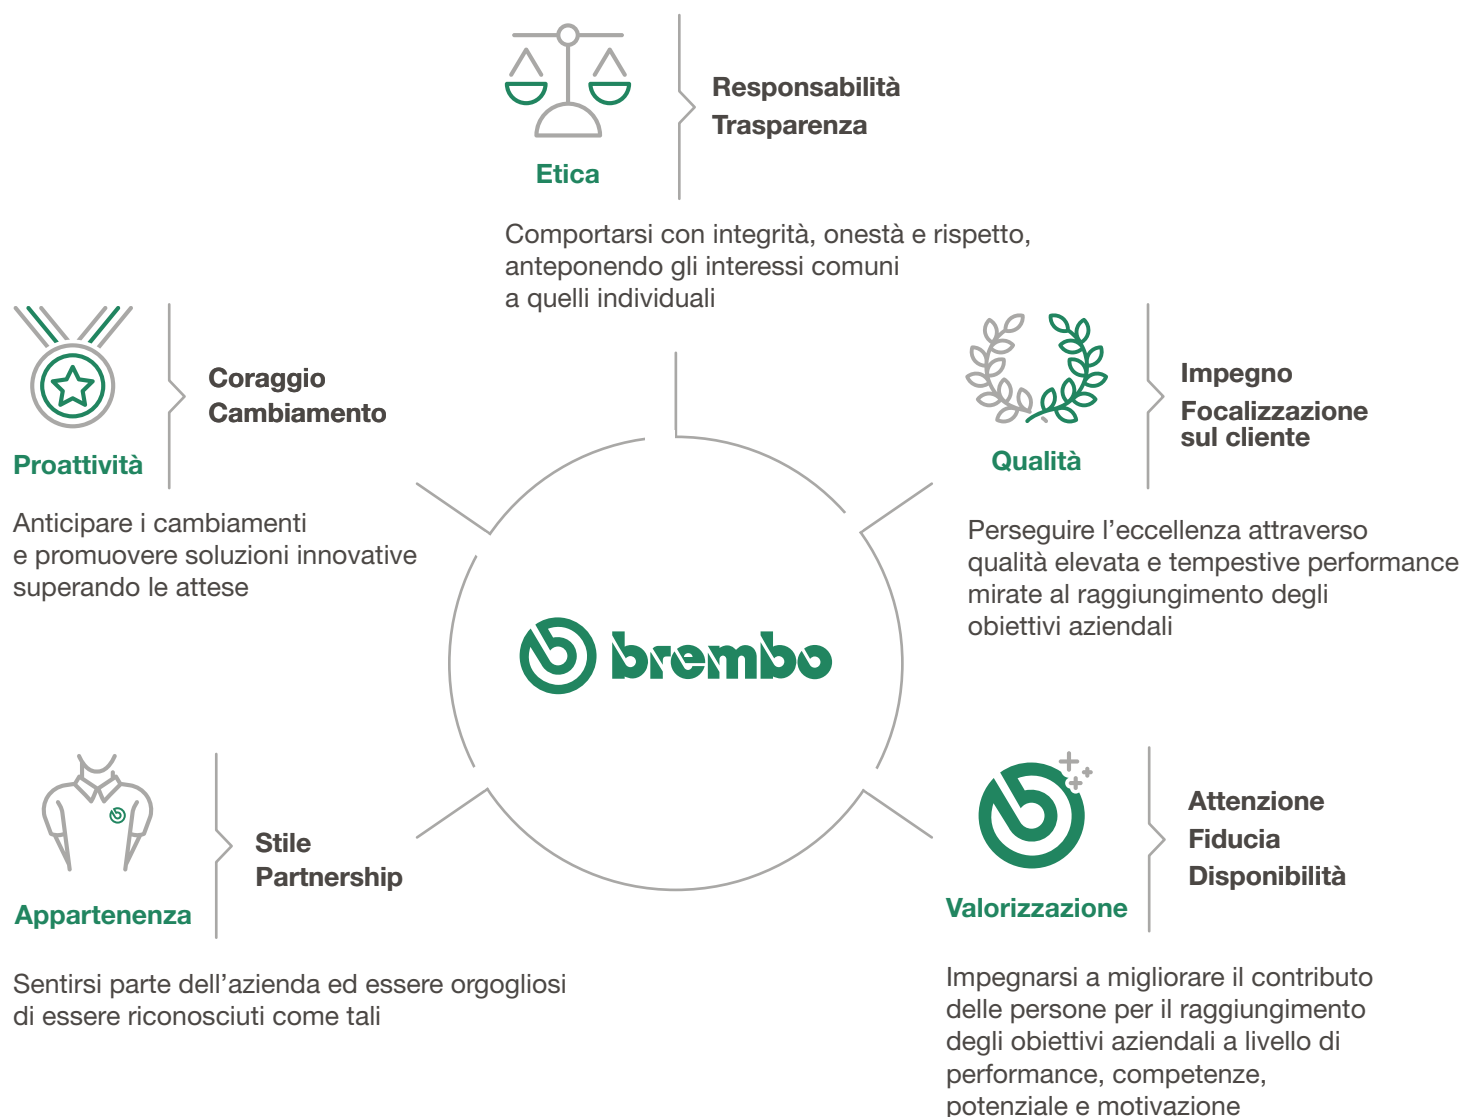 Responsabilità
Trasparenza
Etica
Comportarsi con integrità, onestà e rispetto,
anteponendo gli interessi comuni
a quelli individuali
Coraggio
Cambiamento
Proattività
Anticipare i cambiamenti
e promuovere soluzioni innovative
superando le attese
Impegno
Focalizzazione
sul cliente
Qualità
Perseguire l’eccellenza attraverso
qualità elevata e tempestive performance
mirate al raggiungimento degli
obiettivi aziendali
brembo
Stile
Partnership
Appartenenza
Sentirsi parte dell’azienda ed essere orgogliosi
di essere riconosciuti come tali
Attenzione
Fiducia
Disponibilità
Valorizzazione
Impegnarsi a migliorare il contributo
delle persone per il raggiungimento
degli obiettivi aziendali a livello di
performance, competenze,
potenziale e motivazione